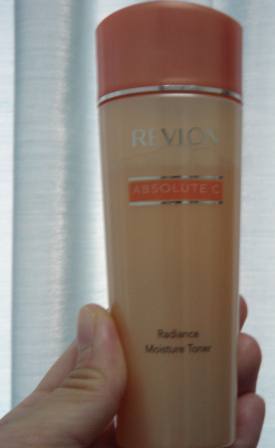 REVLON
ABSOLUTE C
Radiance
Moisture Toner